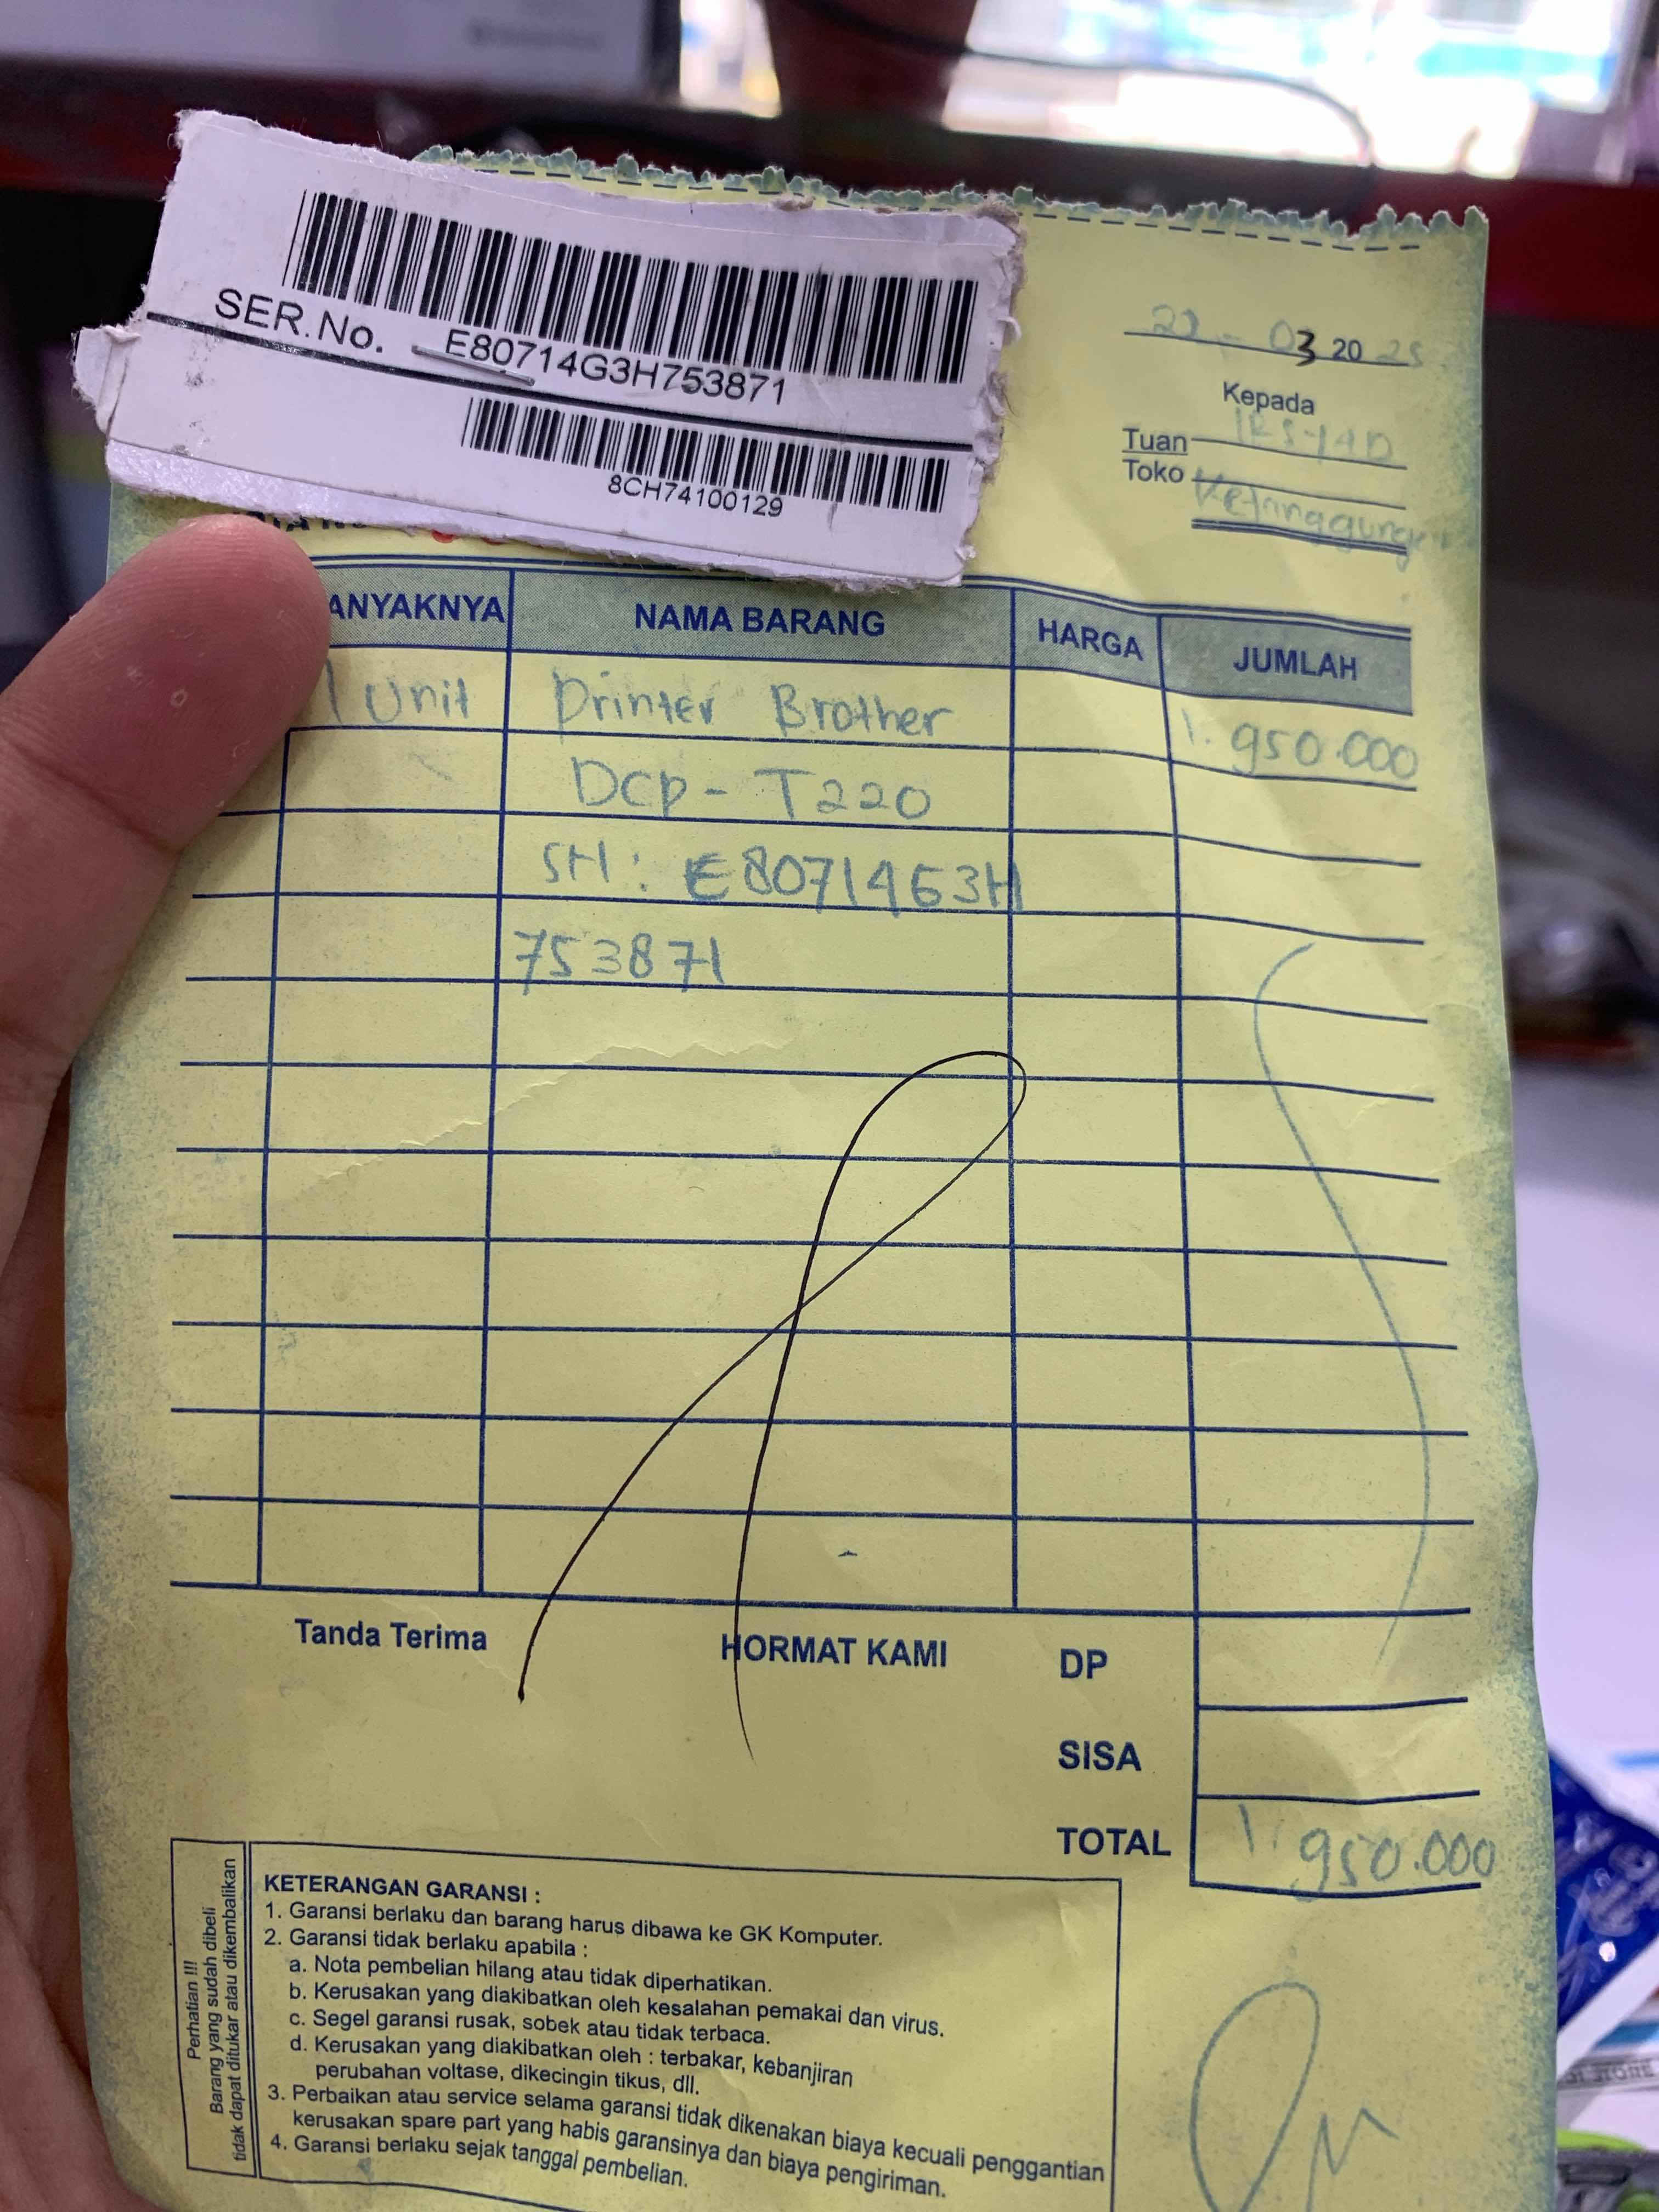 SER. No. E80714G3H753871
8CH74100129
03 20 25
Kepada
Tuan IRSYAD
Toko
ANYAKNYA NAMA BARANG HARGA JUMLAH
1 Unit Printer Brother 1.950.000
DCP-T220
SN: E80714G3H
753871
Tanda Terima HORMAT KAMI DP
SISA
TOTAL 1.950.000
Perhatian !!!
Barang yang sudah dibeli
tidak dapat ditukar atau dikembalikan
KETERANGAN GARANSI :
1. Garansi berlaku dan barang harus dibawa ke GK Komputer.
2. Garansi tidak berlaku apabila :
a. Nota pembelian hilang atau tidak diperhatikan.
b. Kerusakan yang diakibatkan oleh kesalahan pemakai dan virus.
c. Segel garansi rusak, sobek atau tidak terbaca.
d. Kerusakan yang diakibatkan oleh : terbakar, kebanjiran
perubahan voltase, dikecingin tikus, dll.
3. Perbaikan atau service selama garansi tidak dikenakan biaya kecuali penggantian
kerusakan spare part yang habis garansinya dan biaya pengiriman.
4. Garansi berlaku sejak tanggal pembelian.